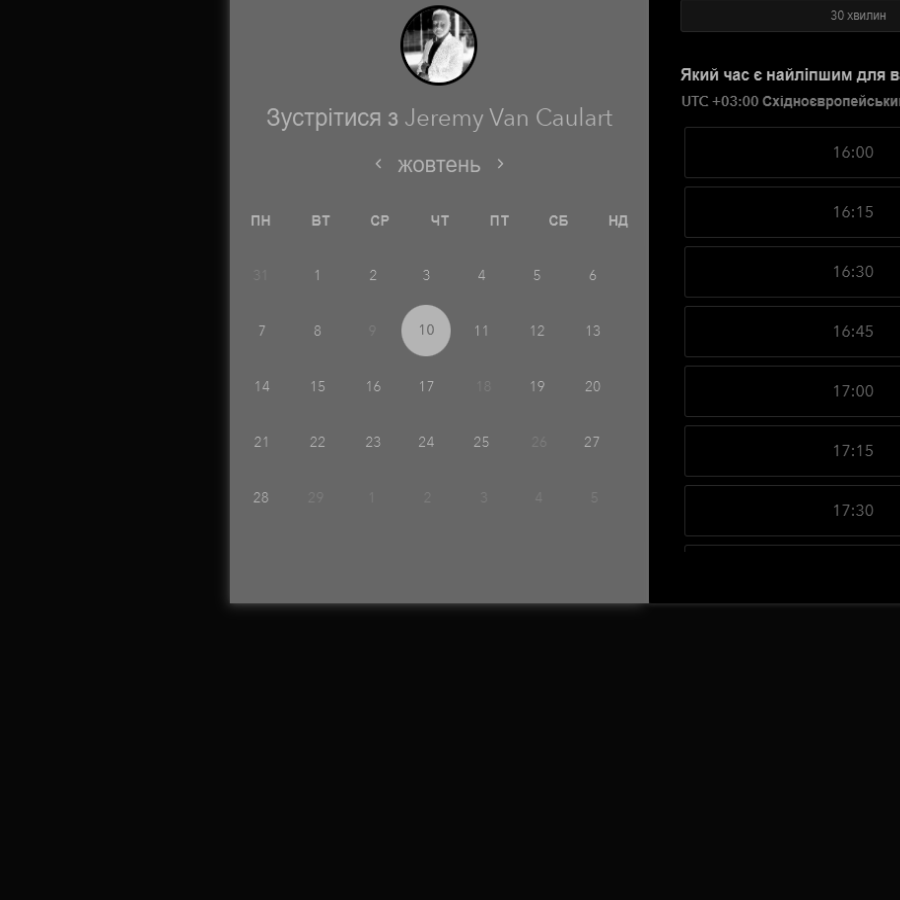 Зустрітися з Jeremy Van Caulart
жовтень
ПН ВТ СР ЧТ ПТ СБ НД
31 1 2 3 4 5 6
7 8 9 10 11 12 13
14 15 16 17 18 19 20
21 22 23 24 25 26 27
28 29 1 2 3 4 5
30 хвилин
Який час є найліпшим для
UTC +03:00
16:00
16:15
16:30
16:45
17:00
17:15
17:30